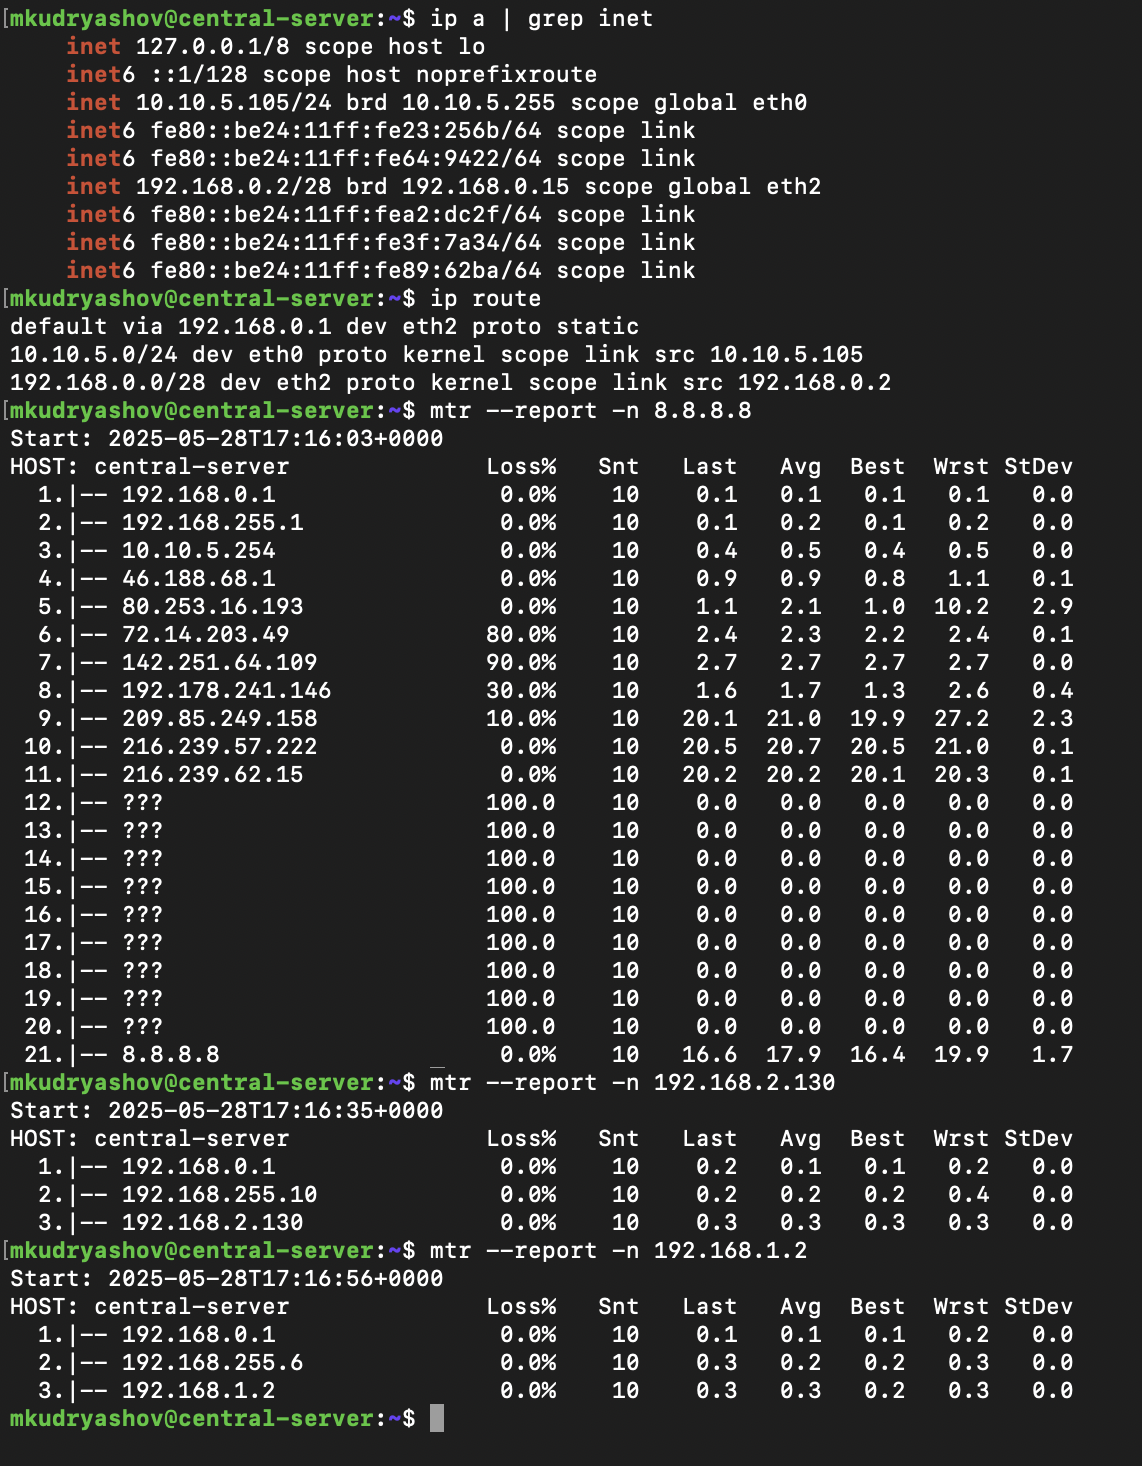 [mkudryashov@central-server:~$ ip a | grep inet
    inet 127.0.0.1/8 scope host lo
    inet6 ::1/128 scope host noprefixroute
    inet 10.10.5.105/24 brd 10.10.5.255 scope global eth0
    inet6 fe80::be24:11ff:fe23:256b/64 scope link
    inet6 fe80::be24:11ff:fe64:9422/64 scope link
    inet 192.168.0.2/28 brd 192.168.0.15 scope global eth2
    inet6 fe80::be24:11ff:fea2:dc2f/64 scope link
    inet6 fe80::be24:11ff:fe3f:7a34/64 scope link
    inet6 fe80::be24:11ff:fe89:62ba/64 scope link
[mkudryashov@central-server:~$ ip route
default via 192.168.0.1 dev eth2 proto static
10.10.5.0/24 dev eth0 proto kernel scope link src 10.10.5.105
192.168.0.0/28 dev eth2 proto kernel scope link src 192.168.0.2
[mkudryashov@central-server:~$ mtr --report -n 8.8.8.8
Start: 2025-05-28T17:16:03+0000
HOST: central-server              Loss%   Snt   Last   Avg  Best  Wrst StDev
  1.|-- 192.168.0.1                0.0%    10    0.1   0.1   0.1   0.1   0.0
  2.|-- 192.168.255.1              0.0%    10    0.1   0.2   0.1   0.2   0.0
  3.|-- 10.10.5.254                0.0%    10    0.4   0.5   0.4   0.5   0.0
  4.|-- 46.188.68.1                0.0%    10    0.9   0.9   0.8   1.1   0.1
  5.|-- 80.253.16.193              0.0%    10    1.1   2.1   1.0  10.2   2.9
  6.|-- 72.14.203.49              80.0%    10    2.4   2.3   2.2   2.4   0.1
  7.|-- 142.251.64.109            90.0%    10    2.7   2.7   2.7   2.7   0.0
  8.|-- 192.178.241.146           30.0%    10    1.6   1.7   1.3   2.6   0.4
  9.|-- 209.85.249.158            10.0%    10   20.1  21.0  19.9  27.2   2.3
 10.|-- 216.239.57.222             0.0%    10   20.5  20.7  20.5  21.0   0.1
 11.|-- 216.239.62.15              0.0%    10   20.2  20.2  20.1  20.3   0.1
 12.|-- ???                       100.0    10    0.0   0.0   0.0   0.0   0.0
 13.|-- ???                       100.0    10    0.0   0.0   0.0   0.0   0.0
 14.|-- ???                       100.0    10    0.0   0.0   0.0   0.0   0.0
 15.|-- ???                       100.0    10    0.0   0.0   0.0   0.0   0.0
 16.|-- ???                       100.0    10    0.0   0.0   0.0   0.0   0.0
 17.|-- ???                       100.0    10    0.0   0.0   0.0   0.0   0.0
 18.|-- ???                       100.0    10    0.0   0.0   0.0   0.0   0.0
 19.|-- ???                       100.0    10    0.0   0.0   0.0   0.0   0.0
 20.|-- ???                       100.0    10    0.0   0.0   0.0   0.0   0.0
 21.|-- 8.8.8.8                    0.0%    10   16.6  17.9  16.4  19.9   1.7
[mkudryashov@central-server:~$ mtr --report -n 192.168.2.130
Start: 2025-05-28T17:16:35+0000
HOST: central-server              Loss%   Snt   Last   Avg  Best  Wrst StDev
  1.|-- 192.168.0.1                0.0%    10    0.2   0.1   0.1   0.2   0.0
  2.|-- 192.168.255.10             0.0%    10    0.2   0.2   0.2   0.4   0.0
  3.|-- 192.168.2.130              0.0%    10    0.3   0.3   0.3   0.3   0.0
[mkudryashov@central-server:~$ mtr --report -n 192.168.1.2
Start: 2025-05-28T17:16:56+0000
HOST: central-server              Loss%   Snt   Last   Avg  Best  Wrst StDev
  1.|-- 192.168.0.1                0.0%    10    0.1   0.1   0.1   0.2   0.0
  2.|-- 192.168.255.6              0.0%    10    0.3   0.2   0.2   0.3   0.0
  3.|-- 192.168.1.2                0.0%    10    0.3   0.3   0.2   0.3   0.0
mkudryashov@central-server:~$